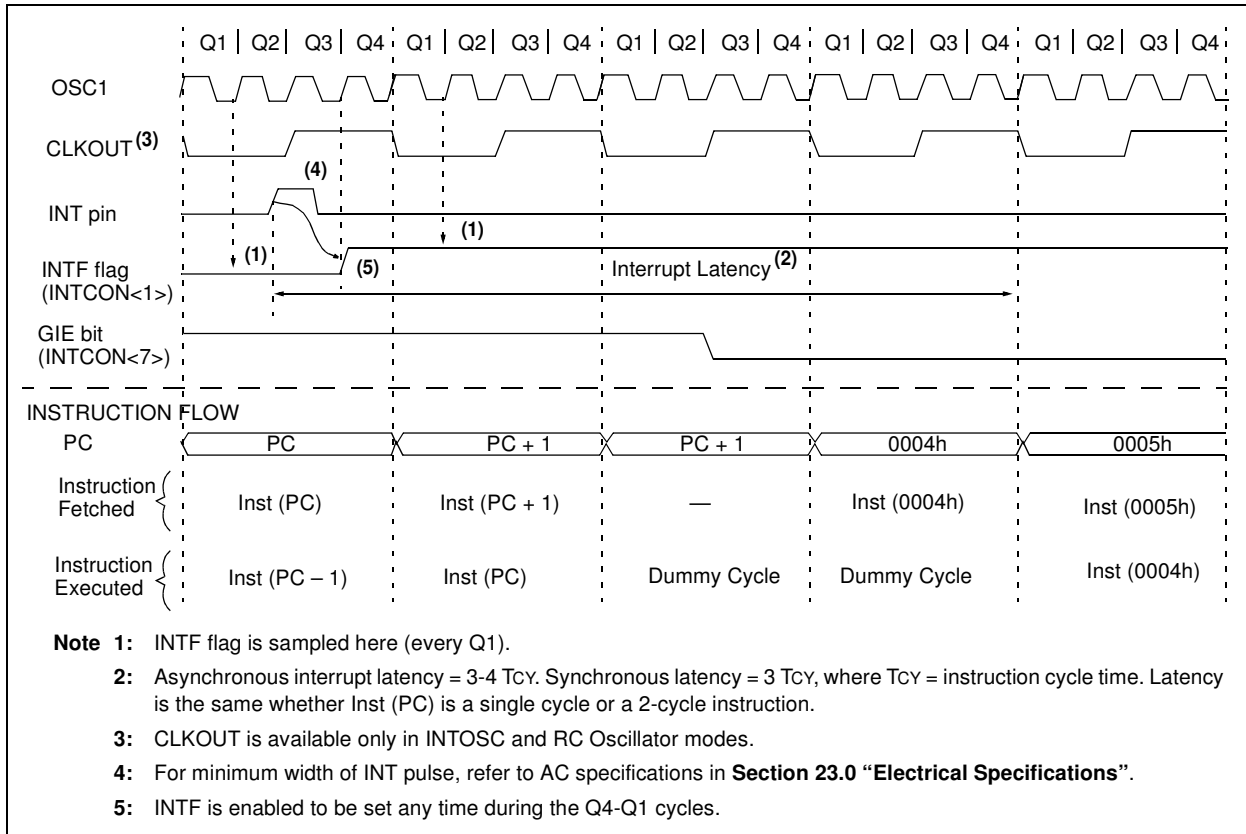 Q1 Q2 Q3 Q4 Q1 Q2 Q3 Q4 Q1 Q2 Q3 Q4 Q1 Q2 Q3 Q4 Q1 Q2 Q3 Q4
OSC1
CLKOUT (3)
(4)
INT pin
(1)
(1)
INTF flag
(INTCON<1>)
(5)
Interrupt Latency (2)
GIE bit
(INTCON<7>)
INSTRUCTION FLOW
PC PC PC + 1 PC + 1 0004h 0005h
Instruction
Fetched
Inst (PC) Inst (PC + 1) — Inst (0004h) Inst (0005h)
Instruction
Executed
Inst (PC – 1) Inst (PC) Dummy Cycle Dummy Cycle Inst (0004h)
Note 1: INTF flag is sampled here (every Q1).
2: Asynchronous interrupt latency = 3-4 TCY. Synchronous latency = 3 TCY, where TCY = instruction cycle time. Latency
is the same whether Inst (PC) is a single cycle or a 2-cycle instruction.
3: CLKOUT is available only in INTOSC and RC Oscillator modes.
4: For minimum width of INT pulse, refer to AC specifications in Section 23.0 “Electrical Specifications”.
5: INTF is enabled to be set any time during the Q4-Q1 cycles.